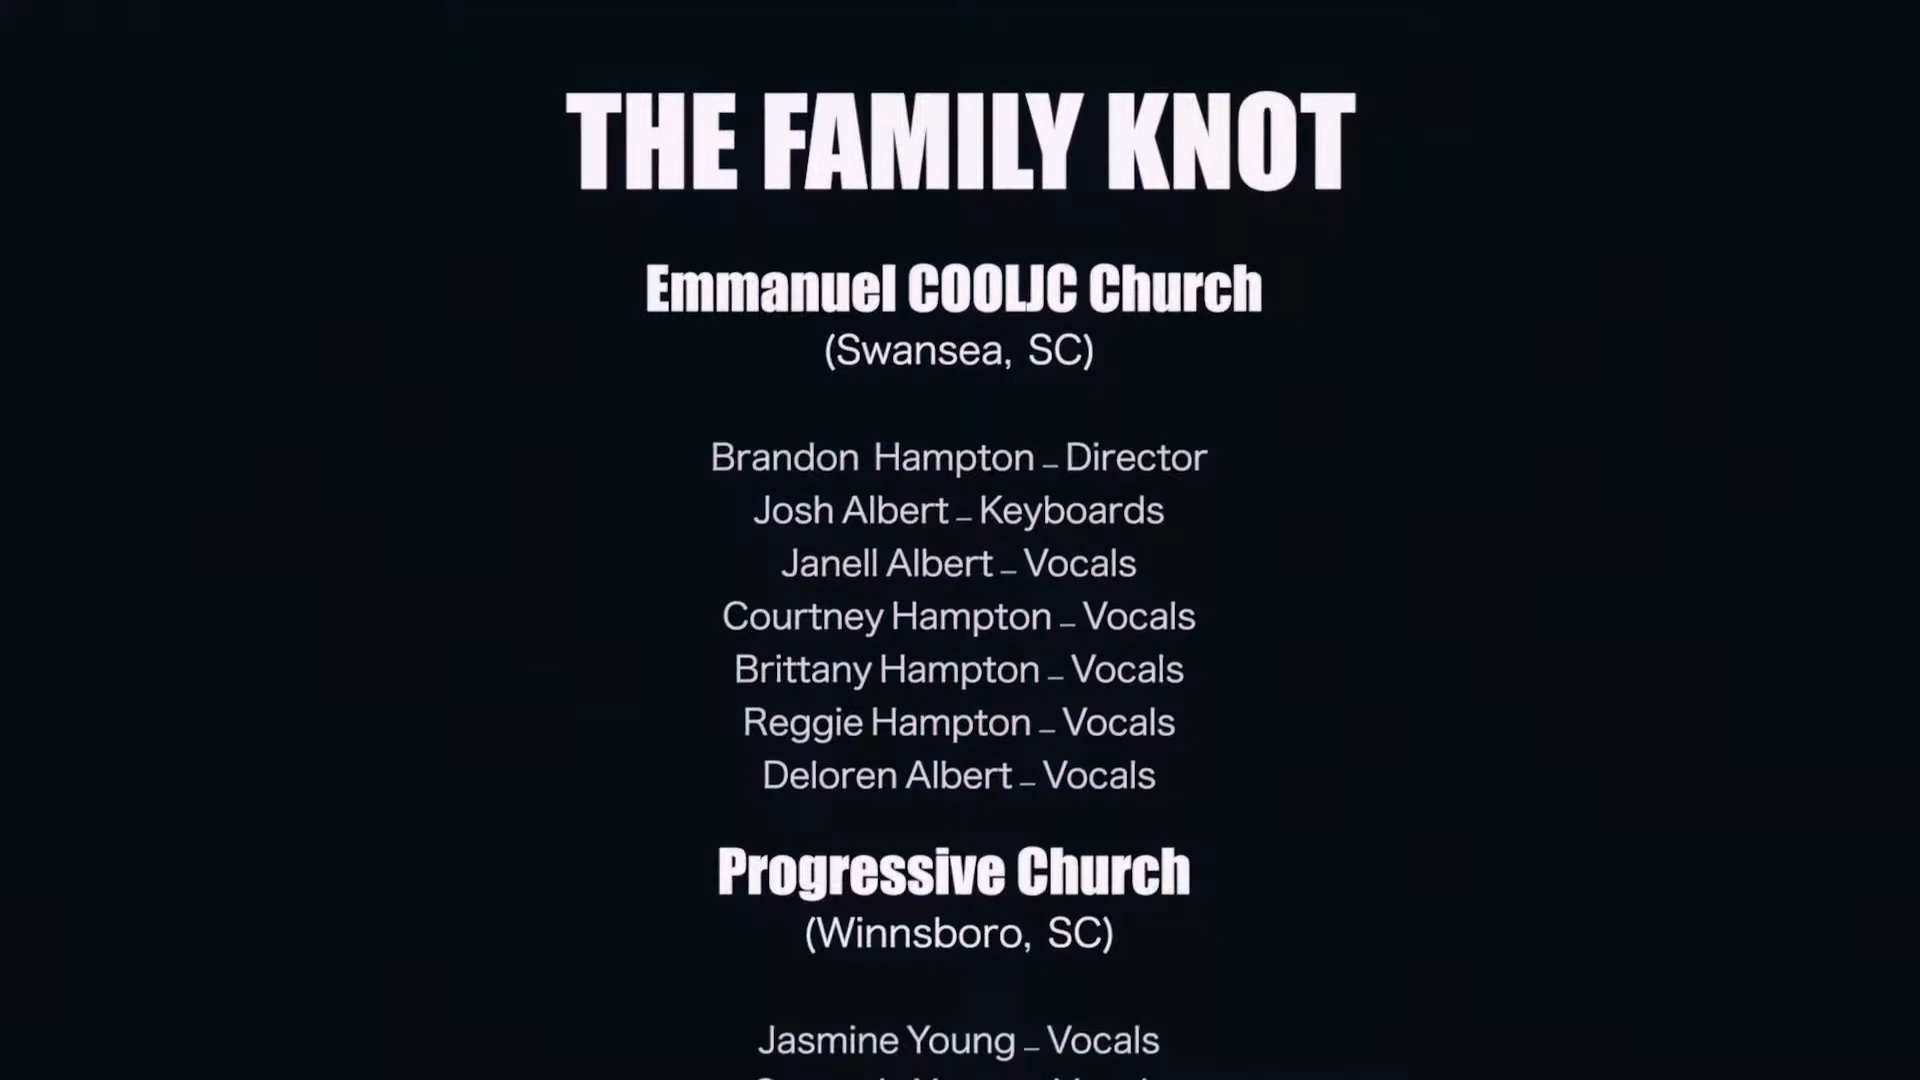 THE FAMILY KNOT
Emmanuel COOLJC Church
(Swansea, SC)
Brandon Hampton – Director
Josh Albert – Keyboards
Janell Albert – Vocals
Courtney Hampton – Vocals
Brittany Hampton – Vocals
Reggie Hampton – Vocals
Deloren Albert – Vocals
Progressive Church
(Winnsboro, SC)
Jasmine Young – Vocals